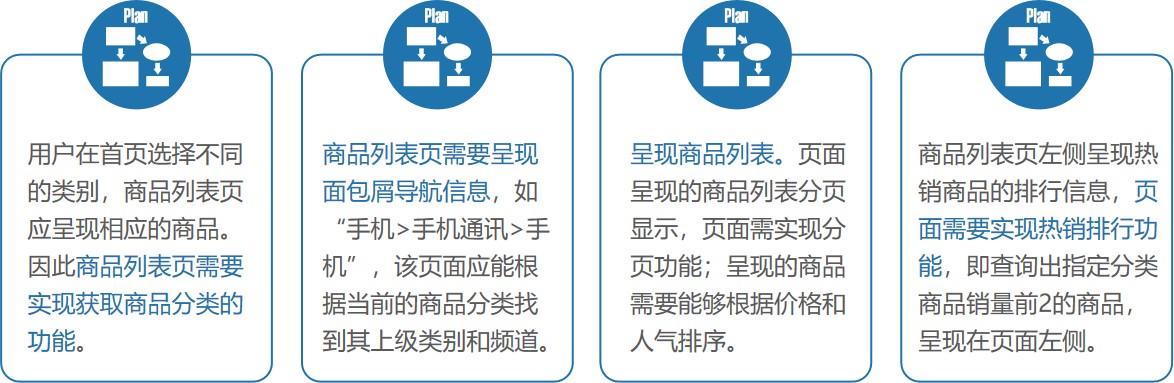 Plan
用户在首页选择不同
的类别，商品列表页
应呈现相应的商品。
因此商品列表页需要
实现获取商品分类的
功能。
Plan
商品列表页需要呈现
面包屑导航信息，如
“手机>手机通讯>手
机”，该页面应能根
据当前的商品分类找
到其上级类别和频道。
Plan
呈现商品列表。页面
呈现的商品列表分页
显示，页面需实现分
页功能；呈现的商品
需要能够根据价格和
人气排序。
Plan
商品列表页左侧呈现热
销商品的排行信息，页
面需要实现热销排行功
能，即查询出指定分类
商品销量前2的商品，
呈现在页面左侧。